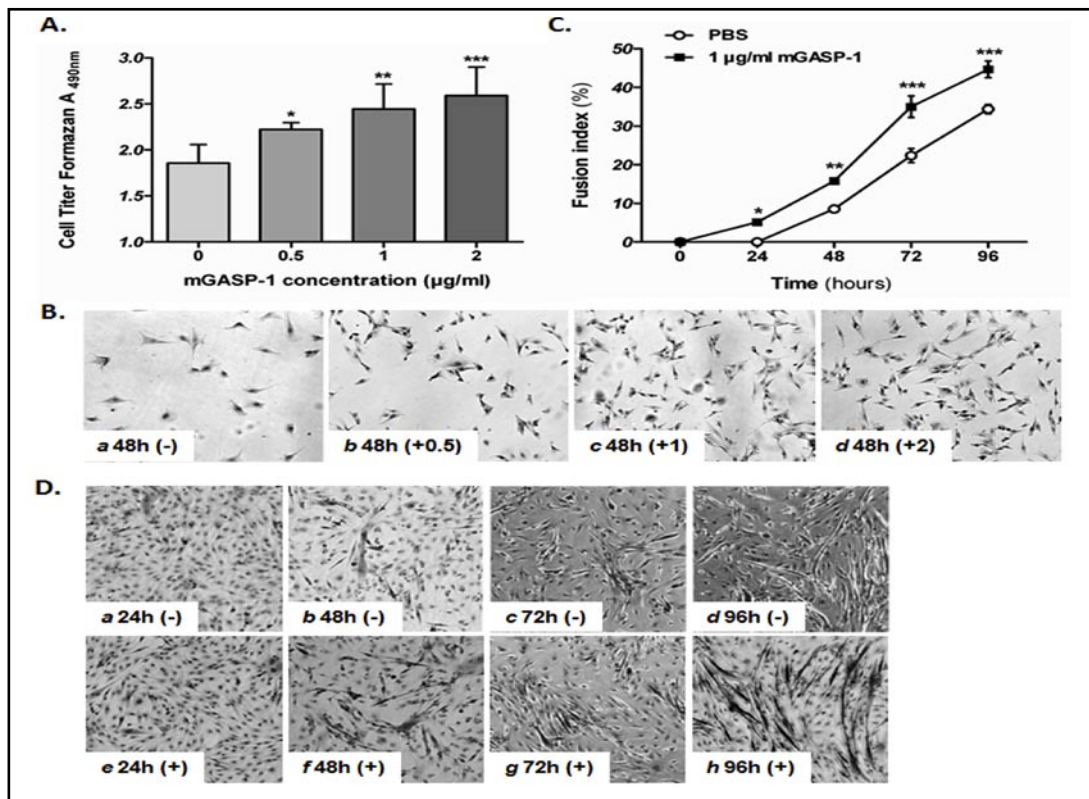 A.
Cell Titer Formazan A 490nm
3.0
2.5
2.0
1.5
1.0
*
**
***
0 0.5 1 2
mGASP-1 concentration (µg/ml)
C.
PBS
1 µg/ml mGASP-1
Fusion index (%)
50
40
30
20
10
0
*
**
***
***
0 24 48 72 96
Time (hours)
B.
a 48h (-)
b 48h (+0.5)
c 48h (+1)
d 48h (+2)
D.
a 24h (-)
b 48h (-)
c 72h (-)
d 96h (-)
e 24h (+)
f 48h (+)
g 72h (+)
h 96h (+)